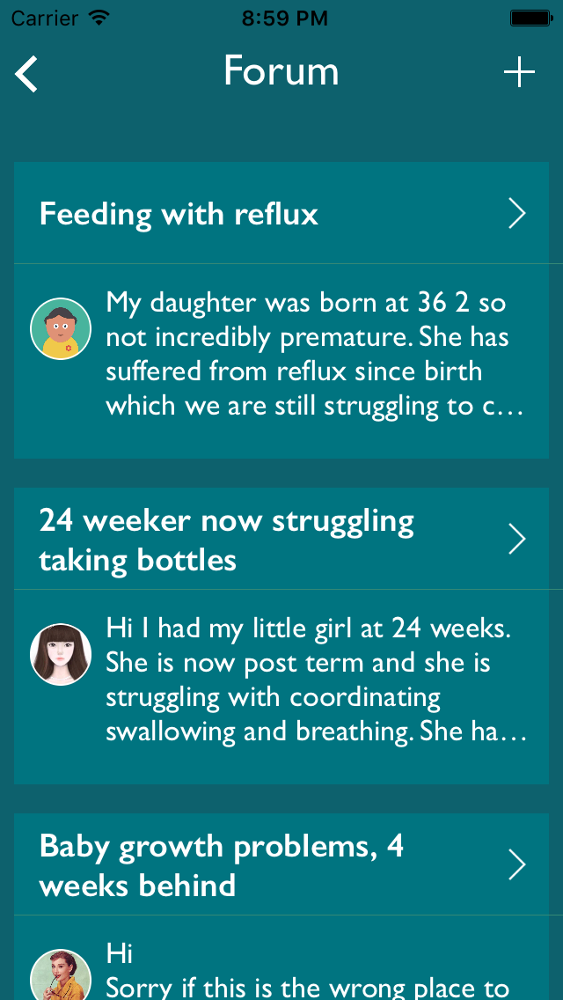 Carrier 8:59 PM
Forum
Feeding with reflux
My daughter was born at 36 2 so
not incredibly premature. She has
suffered from reflux since birth
which we are still struggling to c…
24 weeker now struggling
taking bottles
Hi I had my little girl at 24 weeks.
She is now post term and she is
struggling with coordinating
swallowing and breathing. She ha…
Baby growth problems, 4
weeks behind
Hi
Sorry if this is the wrong place to